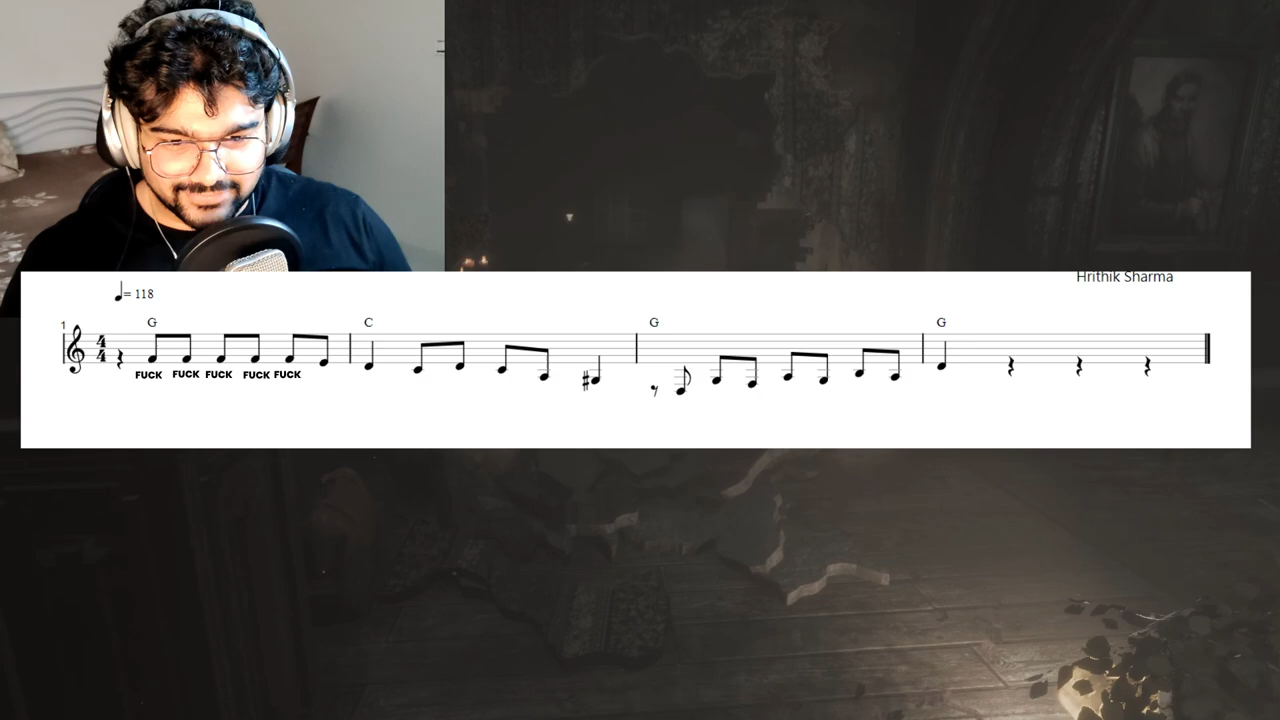 Hrithik Sharma
= 118
1 G C G G
4
4
FUCK FUCK FUCK FUCK FUCK